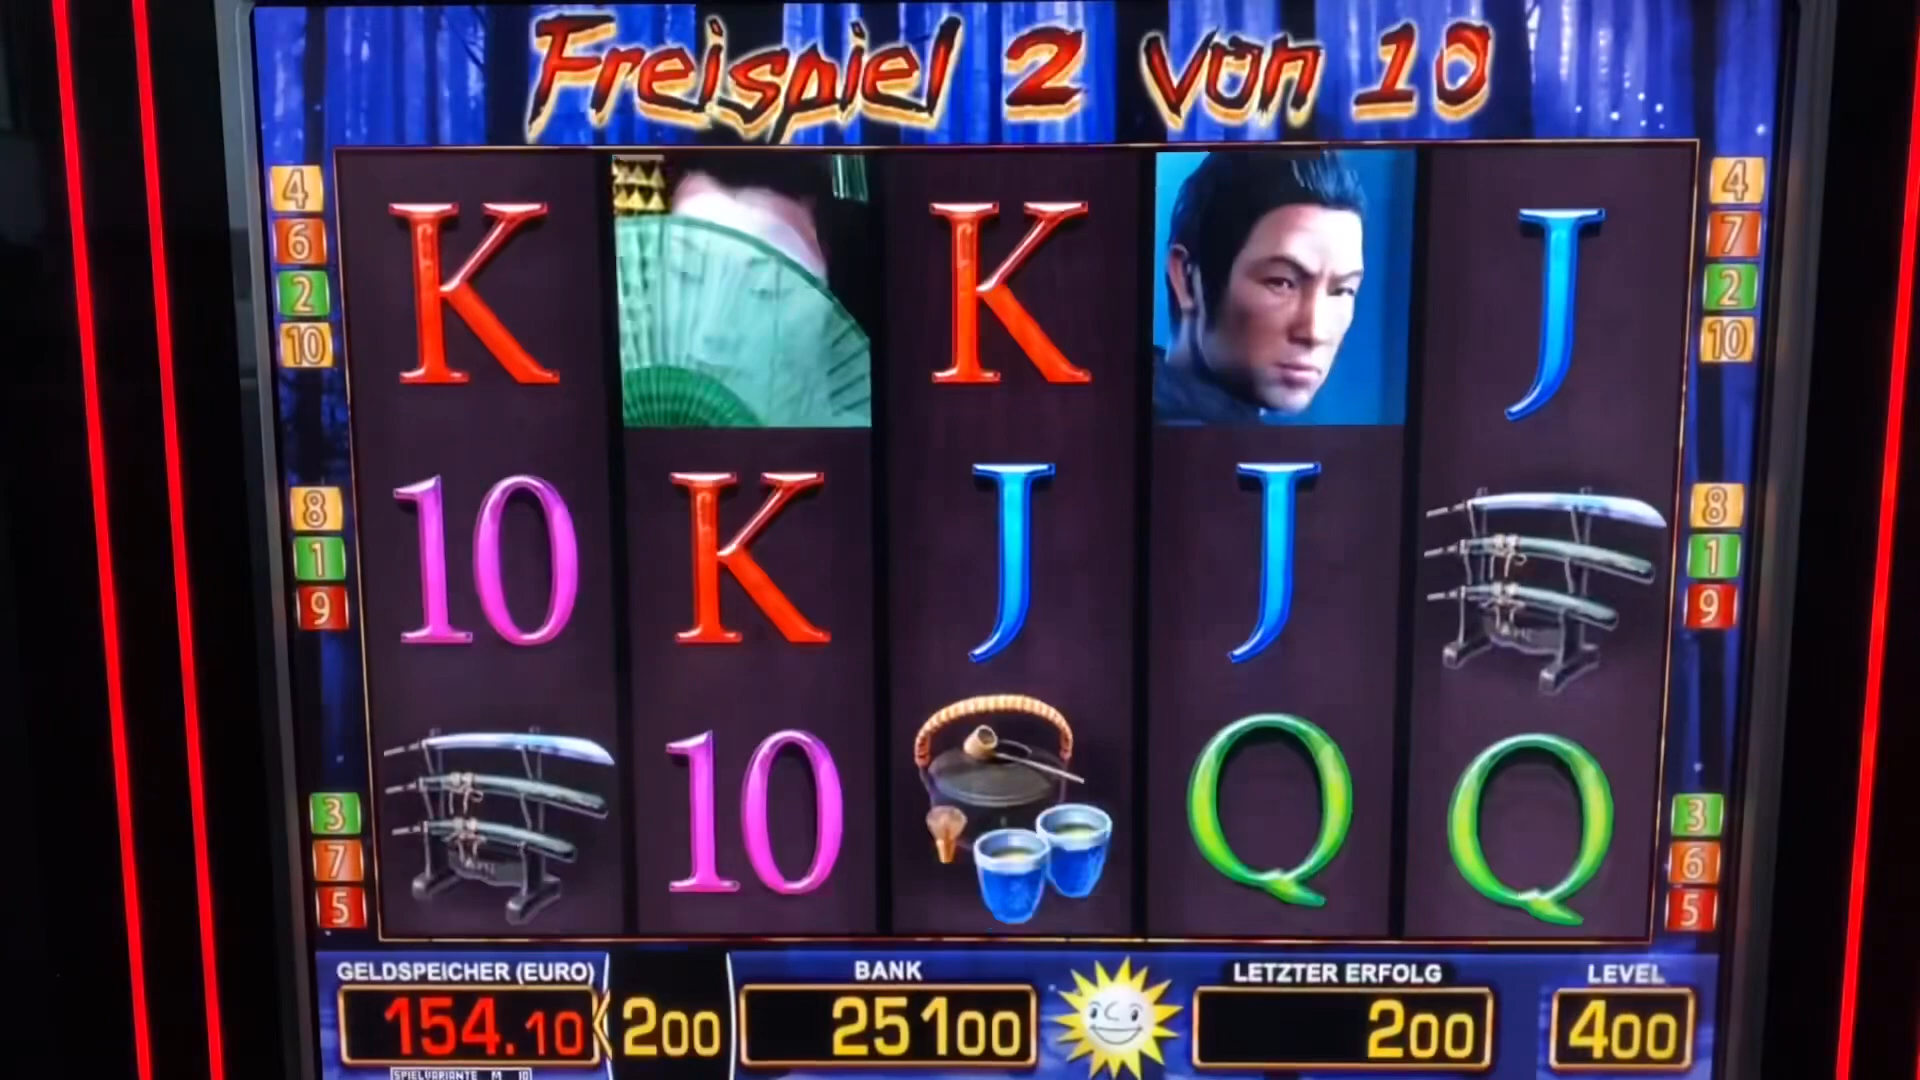 Freispiel 2 von 10
4 4
6 K K J 7
2 2
10 10
8 10 K J J 8
1 1
9 9
3 10 Q Q 3
7 6
5 5
GELDSPEICHER (EURO) BANK LETZTER ERFOLG LEVEL
154.10 200 25100 200 400
SPIELVARIANTE M 10